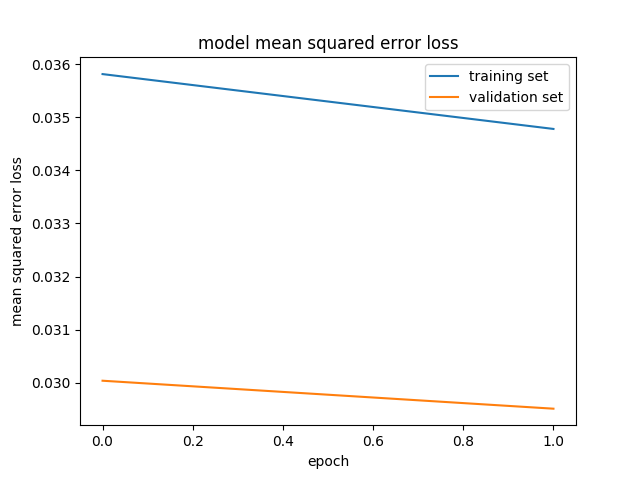 model mean squared error loss
training set
validation set
0.036
0.035
0.034
0.033
0.032
0.031
0.030
mean squared error loss
0.0 0.2 0.4 0.6 0.8 1.0
epoch